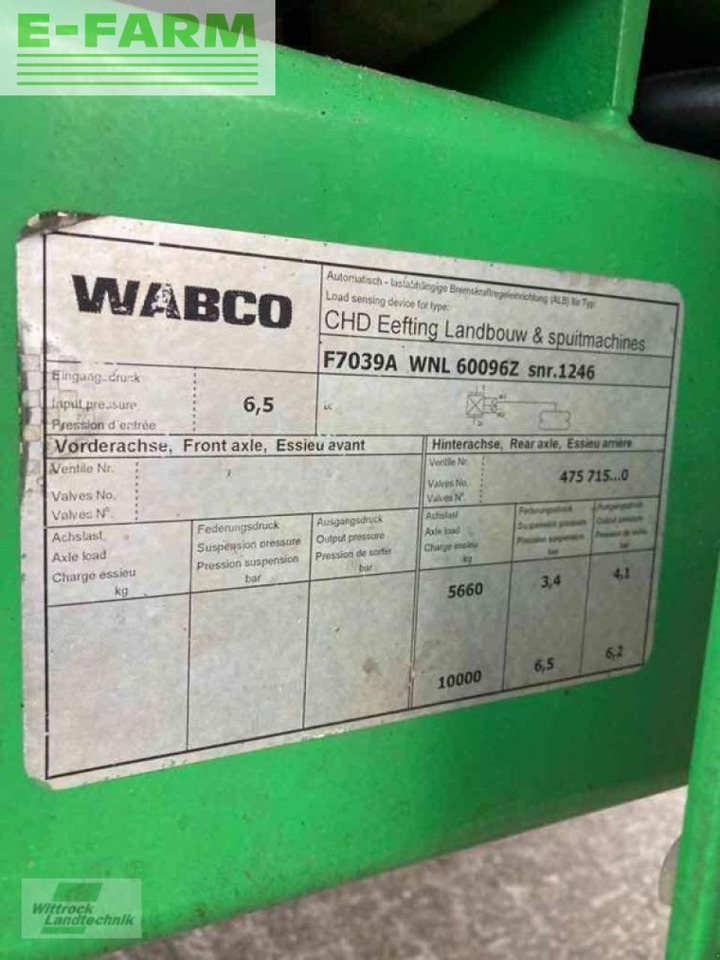 E-FARM
WABCO
Automatisch - lastabhängige Bremskraftregeleinrichtung (ALB) für Typ:
Load sensing device for type:
CHD Eefting Landbouw & spuitmachines
F7039A WNL 60096Z snr.1246
Eingang. druck
Input pressure
Pression d'entrée
6,5
Vorderachse, Front axle, Essieu avant
Ventile Nr.
Valves No.
Valves N°.
Hinterachse, Rear axle, Essieu arriere
Ventile Nr.
Valves No.
Valves N°.
475 715...0
Achslast
Axle load
Charge essieu
kg
Federungsdruck
Suspension pressure
Pression suspension
bar
Ausgangsdruck
Output pressure
Pression de sortier
bar
Achslast
Axle load
Charge essieu
kg
Federungsdruck
Suspension pressure
Pression suspension
bar
Ausgangsdruck
Output pressure
Pression de sortier
bar
5660
3,4
4,1
10000
6,5
6,2
Wittrock
Landtechnik